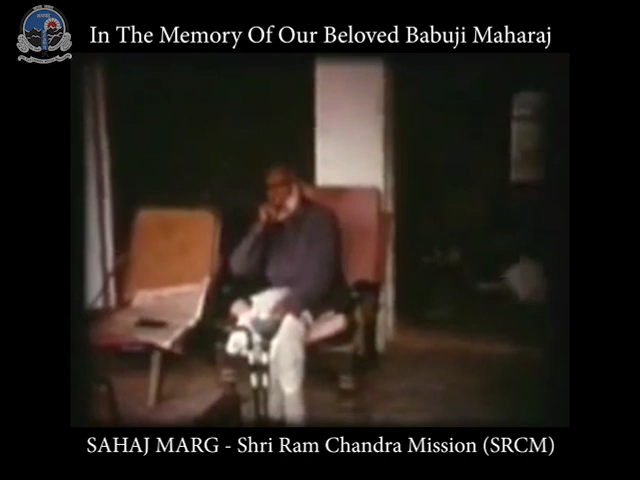 In The Memory Of Our Beloved Babuji Maharaj
SAHAJ MARG - Shri Ram Chandra Mission (SRCM)